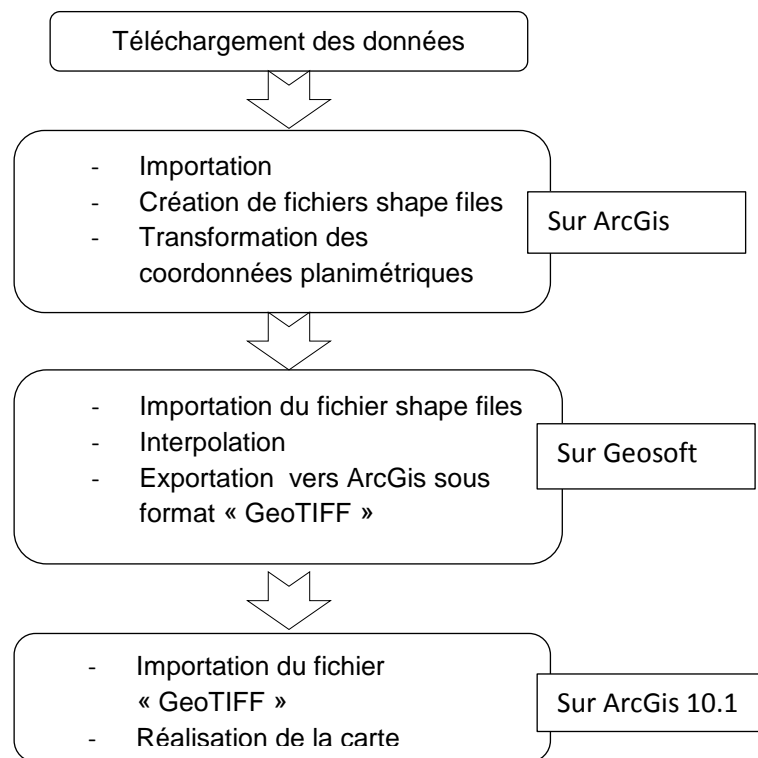 Téléchargement des données
- Importation
- Création de fichiers shape files
- Transformation des
coordonnées planimétriques
Sur ArcGis
- Importation du fichier shape files
- Interpolation
- Exportation vers ArcGis sous
format « GeoTIFF »
Sur Geosoft
- Importation du fichier
« GeoTIFF »
- Réalisation de la carte
Sur ArcGis 10.1